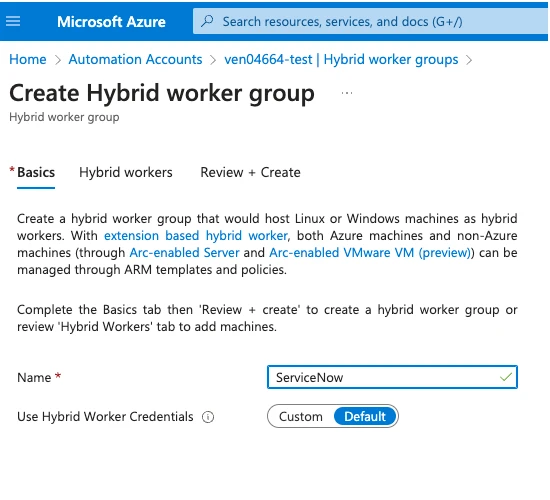 Microsoft Azure
Search resources, services, and docs (G+/)
Home > Automation Accounts > ven04664-test | Hybrid worker groups >
Create Hybrid worker group ...
Hybrid worker group
* Basics Hybrid workers Review + Create
Create a hybrid worker group that would host Linux or Windows machines as hybrid
workers. With extension based hybrid worker, both Azure machines and non-Azure
machines (through Arc-enabled Server and Arc-enabled VMware VM (preview)) can be
managed through ARM templates and policies.
Complete the Basics tab then 'Review + create' to create a hybrid worker group or
review 'Hybrid Workers' tab to add machines.
Name * ServiceNow
Use Hybrid Worker Credentials Custom Default